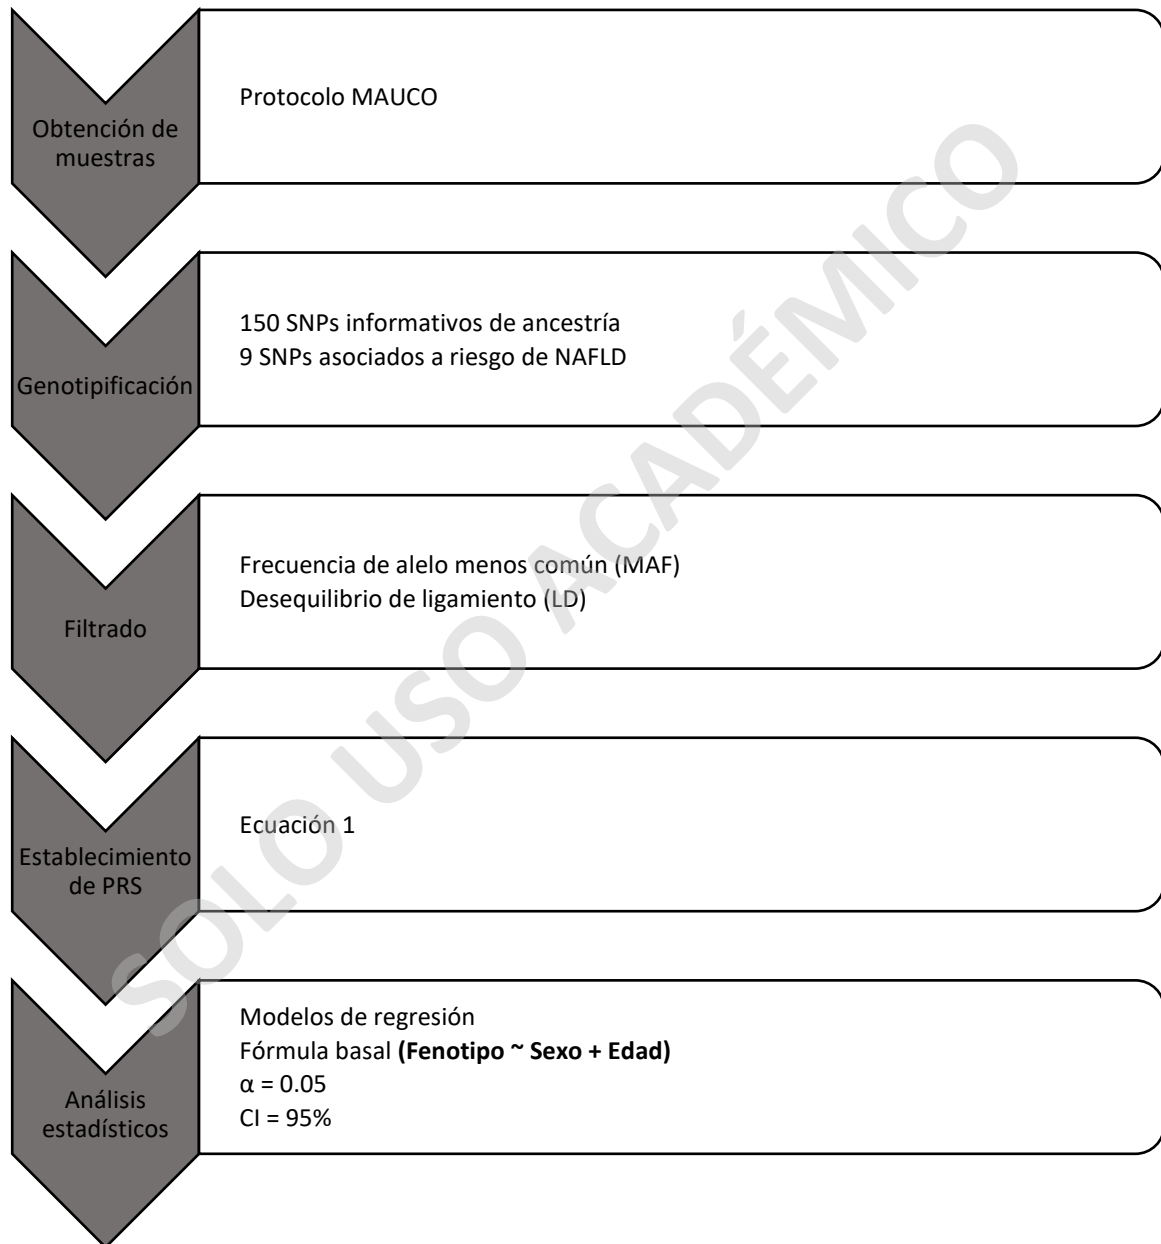 Obtención de
muestras
Protocolo MAUCO
Genotipificación
150 SNPs informativos de ancestría
9 SNPs asociados a riesgo de NAFLD
Filtrado
Frecuencia de alelo menos común (MAF)
Desequilibrio de ligamiento (LD)
Establecimiento
de PRS
Ecuación 1
Análisis
estadísticos
Modelos de regresión
Fórmula basal (Fenotipo ~ Sexo + Edad)
α = 0.05
CI = 95%
SOLO USO ACADÉMICO